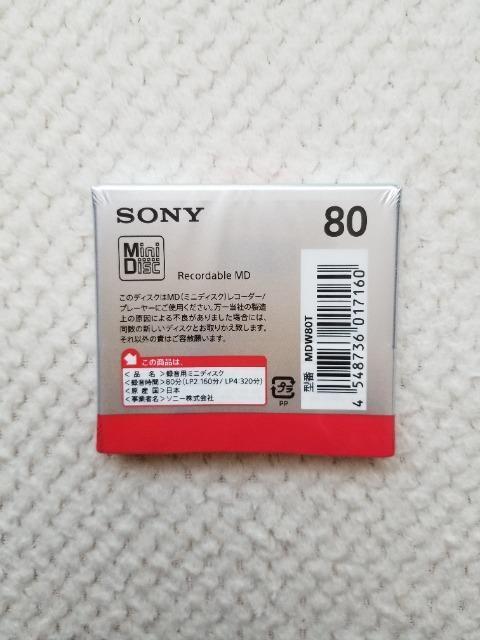 SONY
80
Mini Disc
Recordable MD
このディスクはMD(ミニディスク)レコーダー/
プレーヤーにご使用ください。万一当社の製造
上の原因による不良がありました場合には、
同数の新しいディスクとお取りかえ致します。
それ以外の責はご容赦願います。
この商品は、
<品 名>録音用ミニディスク
<録音時間>80分(LP2:160分/ LP4:320分)
<原 産 国>日本
<事業者名>ソニー株式会社
プラ
PP
型番 MDW80T
4 548736 017160